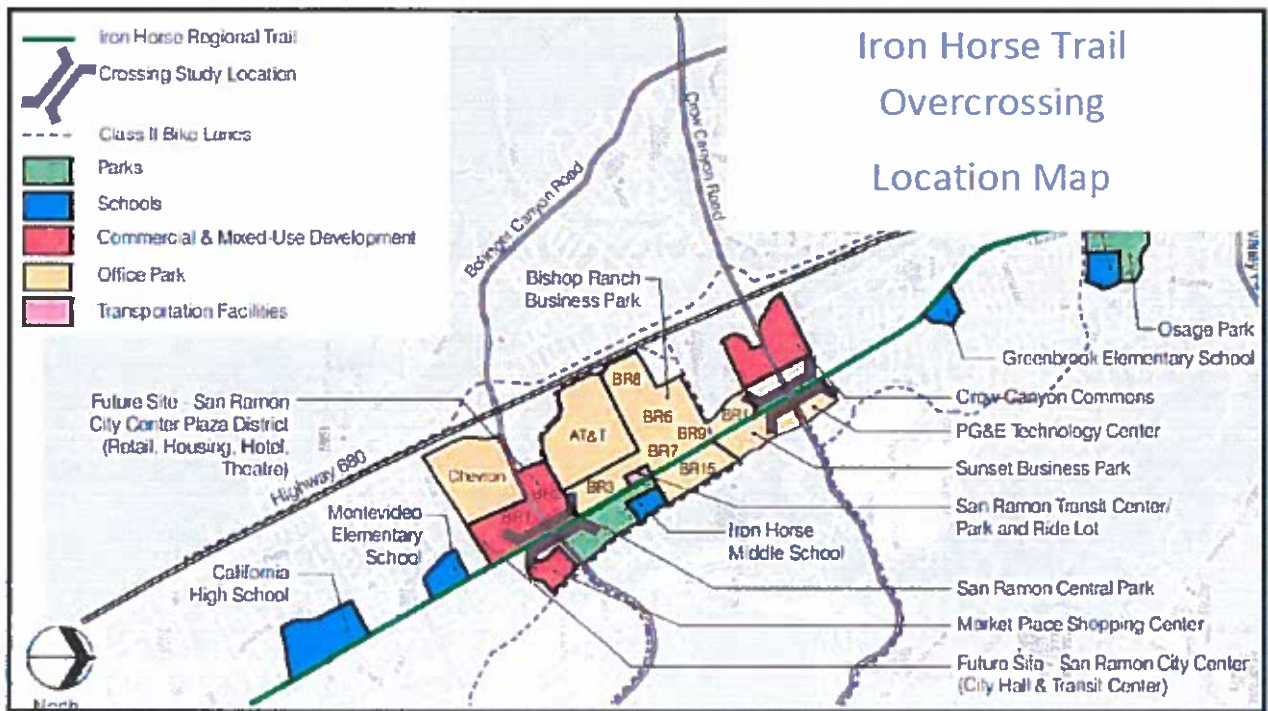 Iron Horse Regional Trail
Crossing Study Location
Class II Bike Lanes
Parks
Schools
Commercial & Mixed-Use Development
Office Park
Transportation Facilities
Iron Horse Trail
Overcrossing
Location Map
Bollinger Canyon Road
Crow Canyon Road
Bishop Ranch
Business Park
Osage Park
Greenbrook Elementary School
Crow Canyon Commons
PG&E Technology Center
Sunset Business Park
San Ramon Transit Center/
Park and Ride Lot
Iron Horse
Middle School
San Ramon Central Park
Market Place Shopping Center
Future Site - San Ramon City Center
(City Hall & Transit Center)
Future Site - San Ramon
City Center Plaza District
(Retail, Housing, Hotel,
Theatre)
Highway 680
Montevideo
Elementary
School
California
High School
Chevron
AT&T
BR8
BR6
BR9
BR7
BR15
BR3
BR2
BR1
North